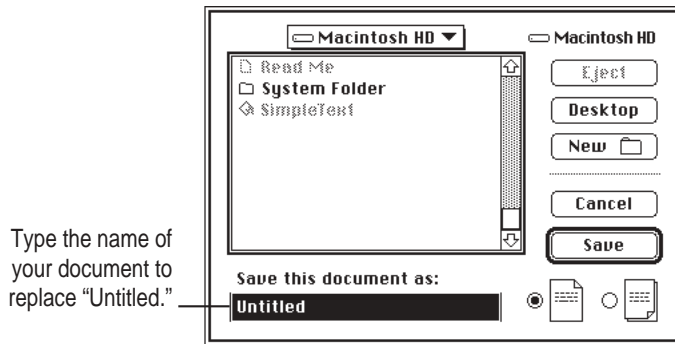 Macintosh HD
Macintosh HD
Read Me
System Folder
SimpleText
Eject
Desktop
New
Cancel
Save
Type the name of
your document to
replace “Untitled.”
Save this document as:
Untitled